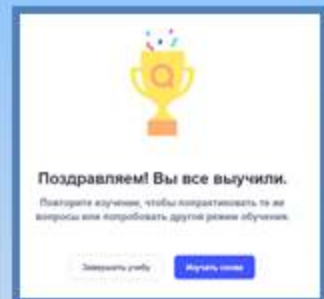 Поздравляем! Вы все выучили.
Повторите изучение, чтобы попрактиковать те же
вопросы или попробовать другой режим обучения.
Завершить учебу
Изучать снова